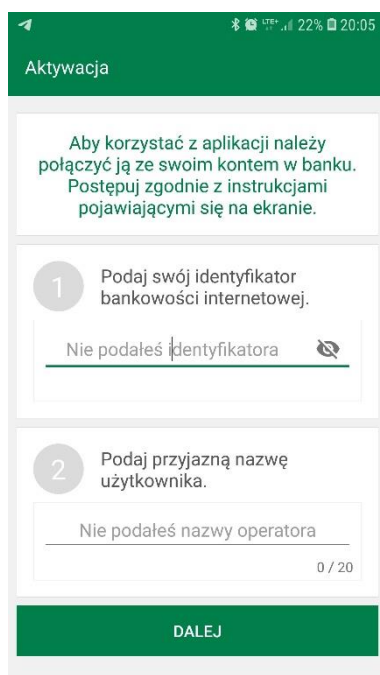 LTE+ 22% 20:05
Aktywacja
Aby korzystać z aplikacji należy
połączyć ją ze swoim kontem w banku.
Postępuj zgodnie z instrukcjami
pojawiającymi się na ekranie.
1
Podaj swój identyfikator
bankowości internetowej.
Nie podałeś identyfikatora
2
Podaj przyjazną nazwę
użytkownika.
Nie podałeś nazwy operatora
0 / 20
DALEJ